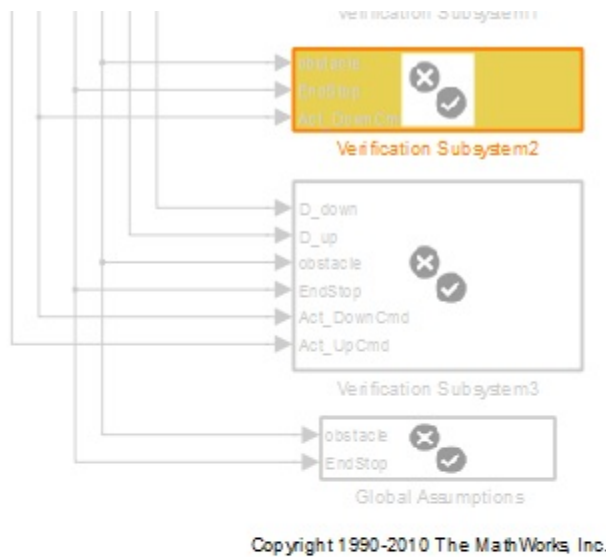 Verification Subsystem1
obstacle
EndStop
Act_DownCmd
Verification Subsystem2
D_down
D_up
obstacle
EndStop
Act_DownCmd
Act_UpCmd
Verification Subsystem3
obstacle
EndStop
Global Assumptions
Copyright 1990-2010 The MathWorks, Inc.